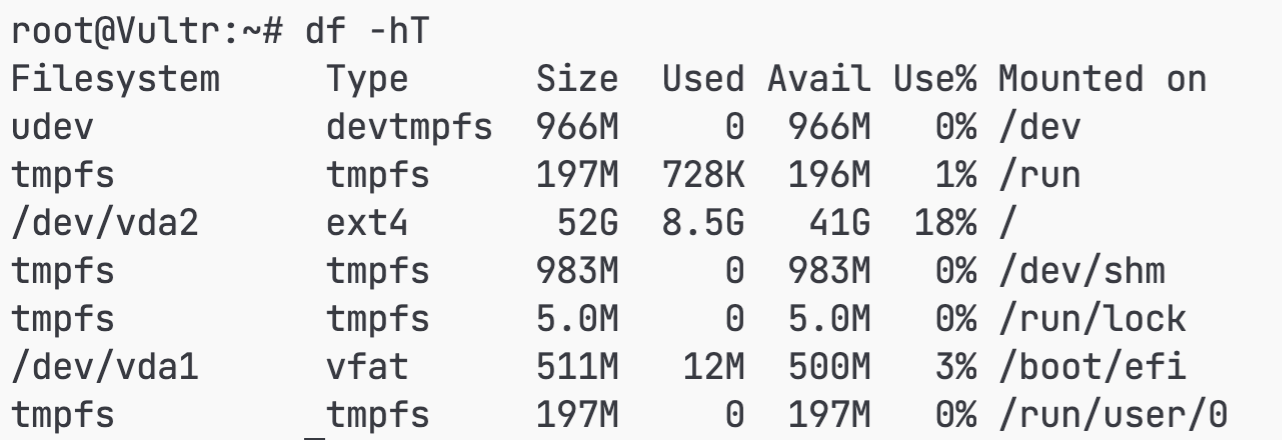 root@Vultr:~# df -hT
Filesystem     Type      Size  Used Avail Use% Mounted on
udev           devtmpfs  966M     0  966M   0% /dev
tmpfs          tmpfs     197M  728K  196M   1% /run
/dev/vda2      ext4       52G  8.5G   41G  18% /
tmpfs          tmpfs     983M     0  983M   0% /dev/shm
tmpfs          tmpfs     5.0M     0  5.0M   0% /run/lock
/dev/vda1      vfat      511M   12M  500M   3% /boot/efi
tmpfs          tmpfs     197M     0  197M   0% /run/user/0